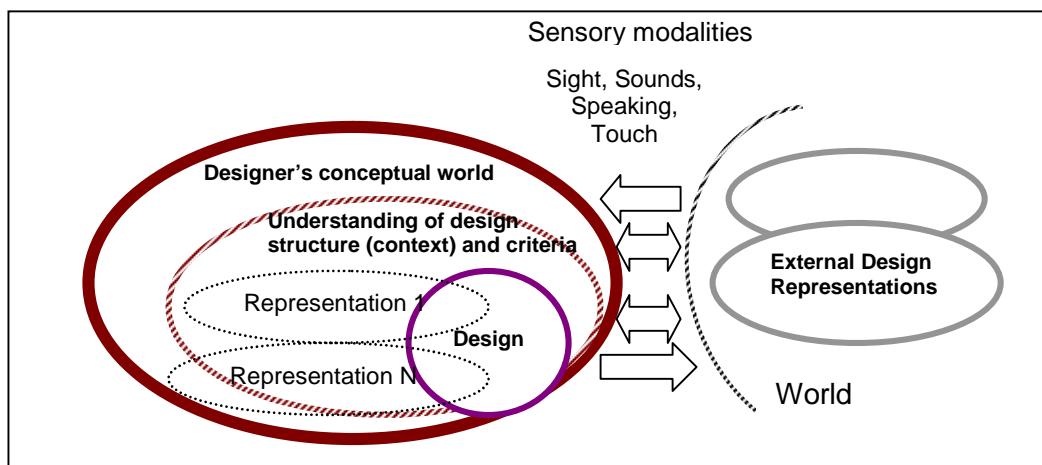 Sensory modalities
Sight, Sounds,
Speaking,
Touch
Designer’s conceptual world
Understanding of design
structure (context) and criteria
Representation 1
Design
Representation N
External Design
Representations
World